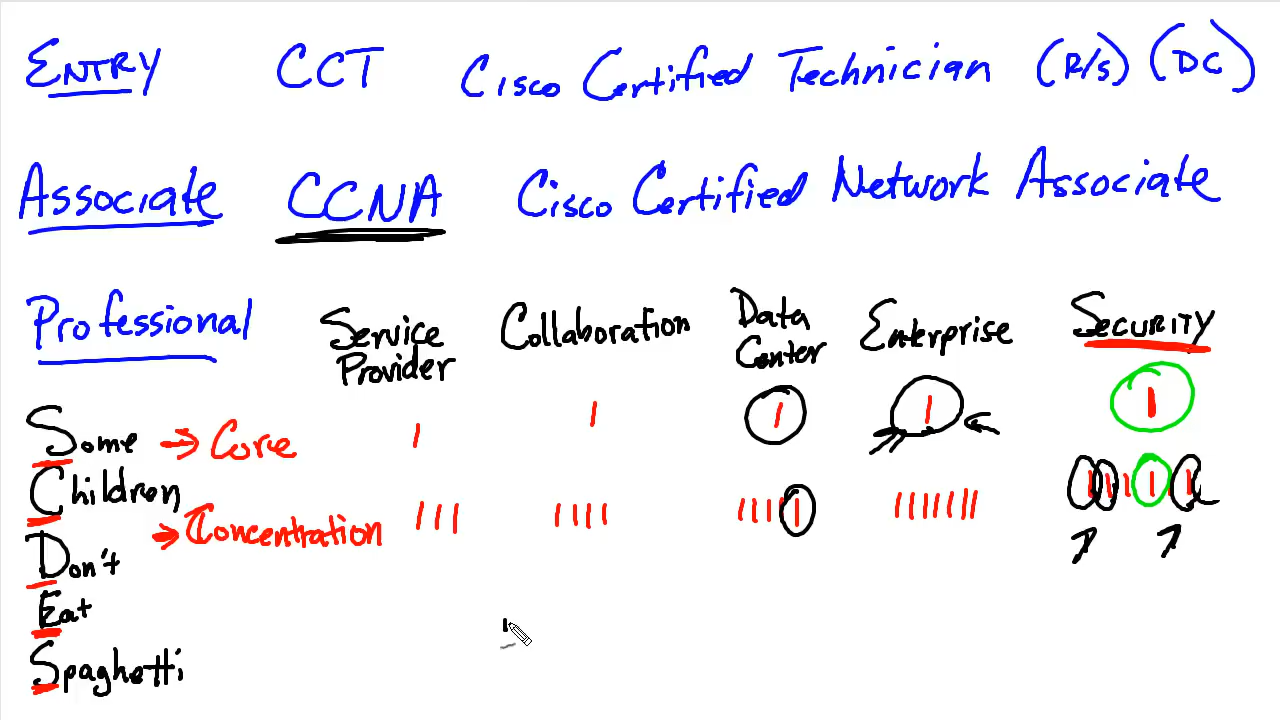 ENTRY CCT Cisco Certified Technician (R/S) (DC)
Associate CCNA Cisco Certified Network Associate
Professional Service Provider Collaboration Data Center Enterprise Security
Some → Core
Children
→ Concentration
Don't
Eat
Spaghetti